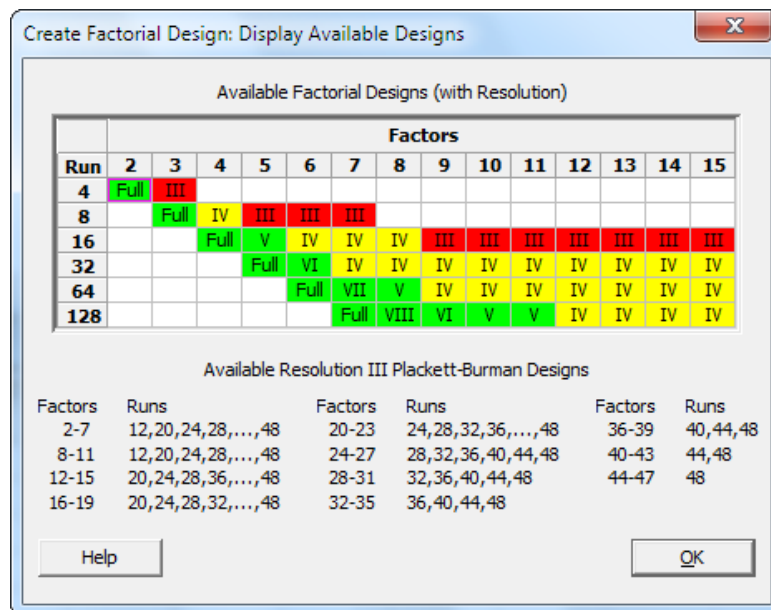 Create Factorial Design: Display Available Designs
X
Available Factorial Designs (with Resolution)
Factors
Run 2 3 4 5 6 7 8 9 10 11 12 13 14 15
4 Full III
8 Full IV III III III
16 Full V IV IV IV III III III III III III III
32 Full VI IV IV IV IV IV IV IV IV IV
64 Full VII V IV IV IV IV IV IV IV
128 Full VIII VI V V IV IV IV IV
Available Resolution III Plackett-Burman Designs
Factors Runs Factors Runs Factors Runs
2-7 12,20,24,28,...,48 20-23 24,28,32,36,...,48 36-39 40,44,48
8-11 12,20,24,28,...,48 24-27 28,32,36,40,44,48 40-43 44,48
12-15 20,24,28,36,...,48 28-31 32,36,40,44,48 44-47 48
16-19 20,24,28,32,...,48 32-35 36,40,44,48
Help OK